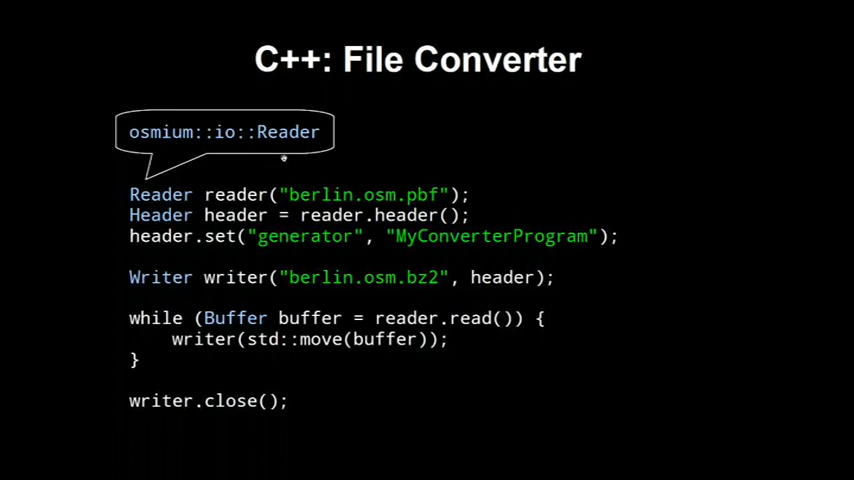 C++: File Converter
osmium::io::Reader
Reader reader("berlin.osm.pbf");
Header header = reader.header();
header.set("generator", "MyConverterProgram");
Writer writer("berlin.osm.bz2", header);
while (Buffer buffer = reader.read()) {
    writer(std::move(buffer));
}
writer.close();